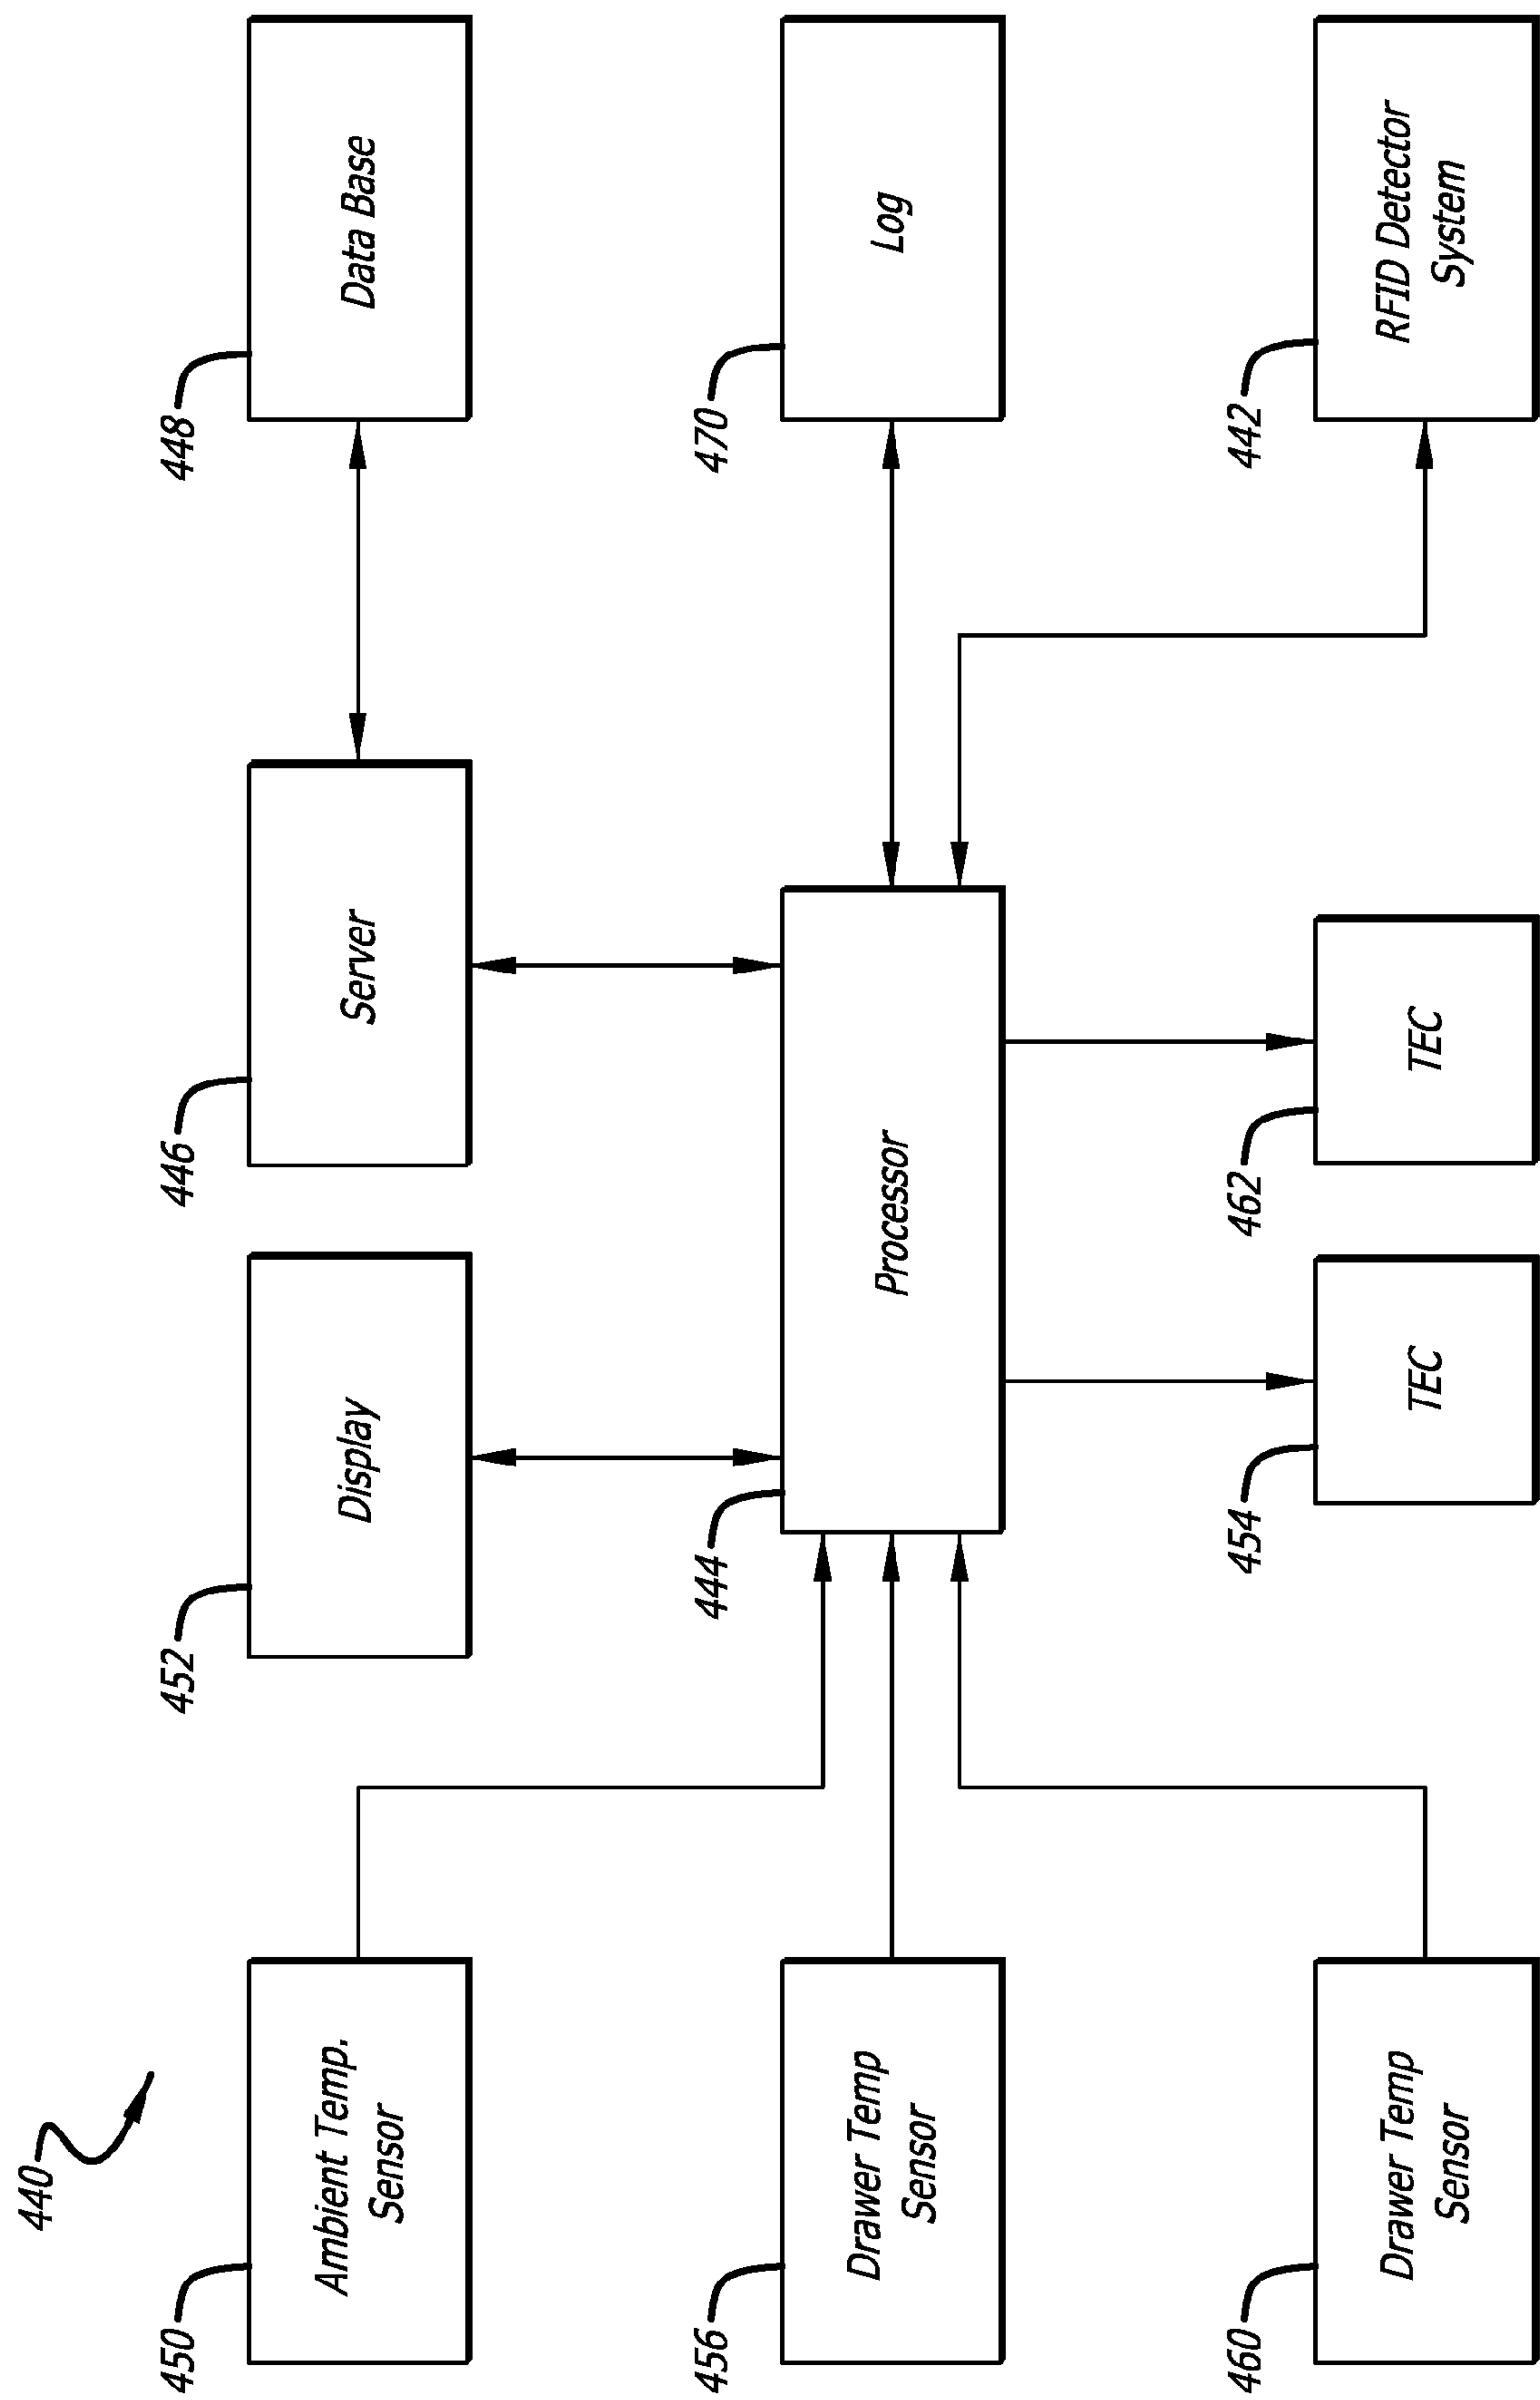 440
450
Ambient Temp.
Sensor
452
Display
446
Server
448
Data Base
456
Drawer Temp
Sensor
444
Processor
470
Log
460
Drawer Temp
Sensor
454
TEC
462
TEC
442
RFID Detector
System